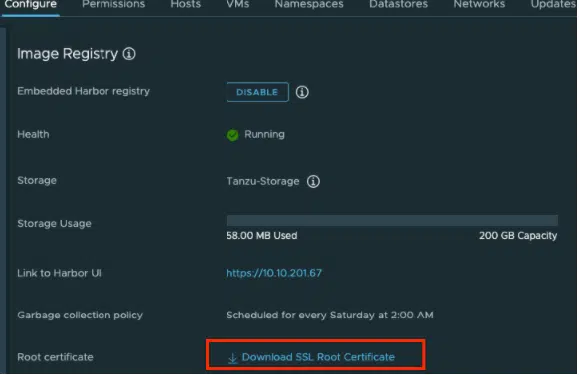 Configure Permissions Hosts VMs Namespaces Datastores Networks Updates
Image Registry
Embedded Harbor registry DISABLE
Health Running
Storage Tanzu-Storage
Storage Usage
58.00 MB Used 200 GB Capacity
Link to Harbor UI https://10.10.201.67
Garbage collection policy Scheduled for every Saturday at 2:00 AM
Root certificate Download SSL Root Certificate